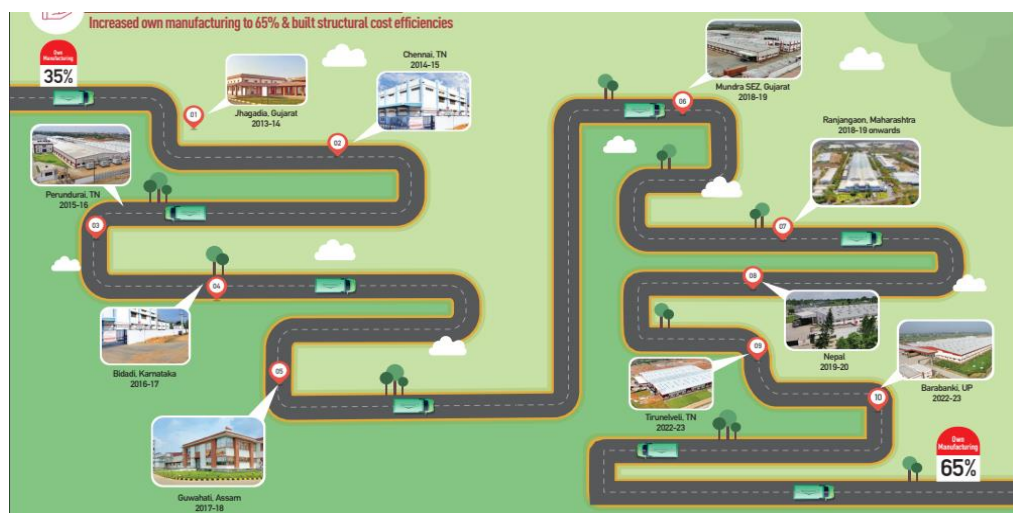 Increased own manufacturing to 65% & built structural cost efficiencies
Own
Manufacturing
35%
01
Jhagadia, Gujarat
2013-14
Chennai, TN
2014-15
02
Perundurai, TN
2015-16
03
04
Bidadi, Karnataka
2016-17
05
Guwahati, Assam
2017-18
06
Mundra SEZ, Gujarat
2018-19
Ranjangaon, Maharashtra
2018-19 onwards
07
08
Nepal
2019-20
09
Tirunelveli, TN
2022-23
10
Barabanki, UP
2022-23
Own
Manufacturing
65%